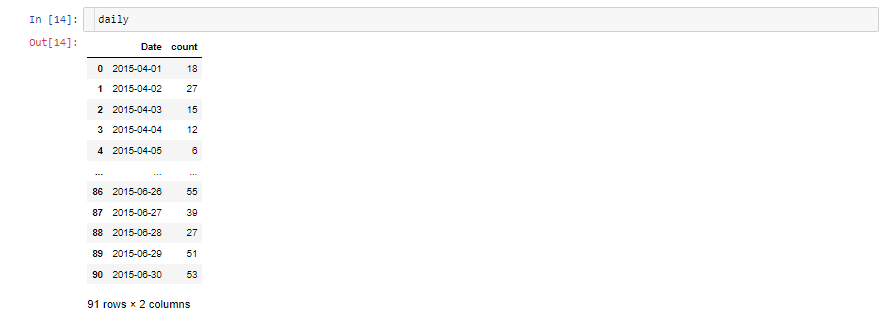 In [14]: daily
Out[14]:
Date count
0 2015-04-01 18
1 2015-04-02 27
2 2015-04-03 15
3 2015-04-04 12
4 2015-04-05 6
... ... ...
86 2015-06-26 55
87 2015-06-27 39
88 2015-06-28 27
89 2015-06-29 51
90 2015-06-30 53
91 rows × 2 columns